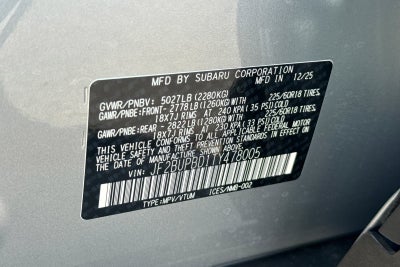 MFD BY SUBARU CORPORATION 12/25
GVWR/PNBV: 5027LB(2280KG)
GAWR/PNBE:FRONT- 2778LB(1260KG)WITH 225/60R18 TIRES,
18X7J RIMS, AT 240 KPA(35 PSI)COLD
GAWR/PNBE:REAR - 2822LB(1280KG)WITH 225/60R18 TIRES,
18X7J RIMS, AT 230 KPA(33 PSI)COLD
THIS VEHICLE CONFORMS TO ALL APPLICABLE FEDERAL MOTOR
VEHICLE SAFETY, BUMPER, AND THEFT PREVENTION STANDARDS IN EFFECT ON
THE DATE OF MANUFACTURE SHOWN ABOVE.
VIN: JF2BUPBD1TY478005
TYPE:MPV/VTUM ICES/NMB-002